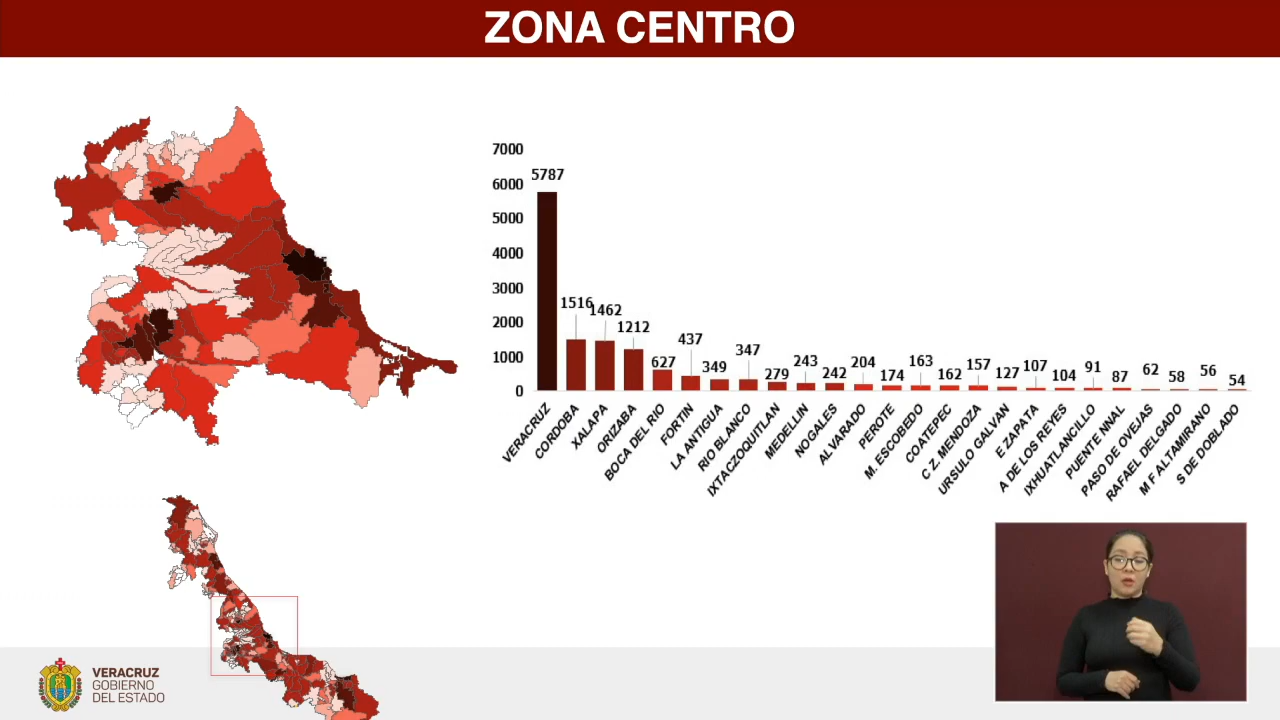 ZONA CENTRO
7000
6000
5000
4000
3000
2000
1000
0
5787
1516
1462
1212
627
437
349
347
279
243
242
204
174
163
162
157
127
107
104
91
87
62
58
56
54
VERACRUZ
CORDOBA
XALAPA
ORIZABA
BOCA DEL RIO
FORTIN
LA ANTIGUA
RIO BLANCO
IXTACZOQUITLAN
MEDELLIN
NOGALES
ALVARADO
PEROTE
M. ESCOBEDO
COATEPEC
C Z. MENDOZA
URSULO GALVAN
E ZAPATA
A DE LOS REYES
IXHUATLANCILLO
PUENTE NNAL
PASO DE OVEJAS
RAFAEL DELGADO
M F ALTAMIRANO
S DE DOBLADO
VERACRUZ
GOBIERNO
DEL ESTADO